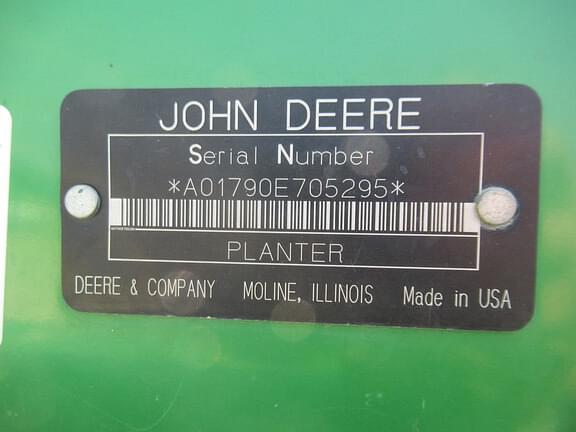 JOHN DEERE
Serial Number
*A01790E705295*
PLANTER
DEERE & COMPANY MOLINE, ILLINOIS Made in USA